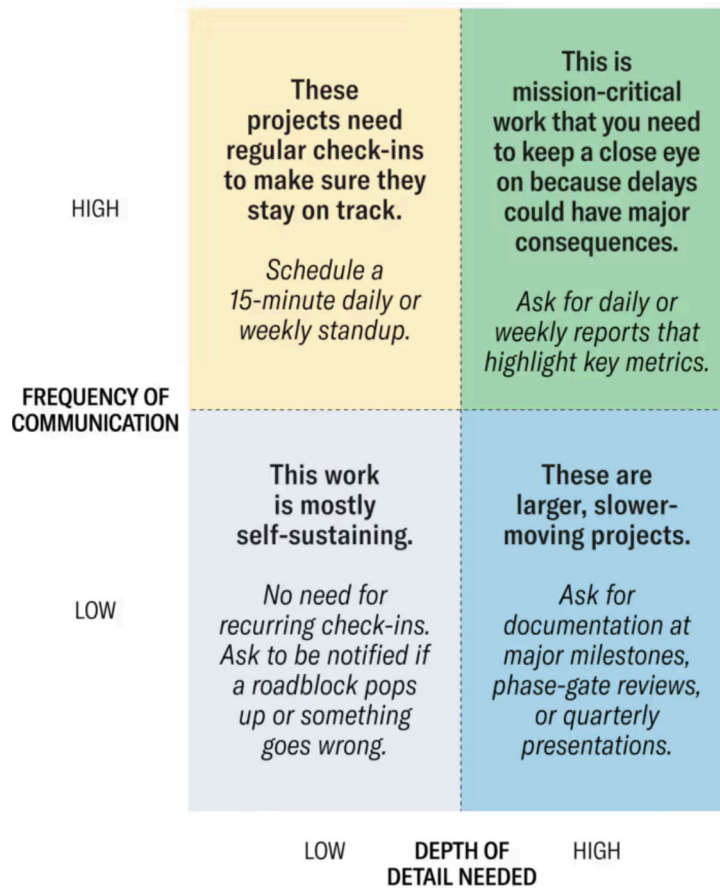 These
projects need
regular check-ins
to make sure they
stay on track.
Schedule a
15-minute daily or
weekly standup.
This is
mission-critical
work that you need
to keep a close eye
on because delays
could have major
consequences.
Ask for daily or
weekly reports that
highlight key metrics.
HIGH
FREQUENCY OF
COMMUNICATION
This work
is mostly
self-sustaining.
No need for
recurring check-ins.
Ask to be notified if
a roadblock pops
up or something
goes wrong.
These are
larger, slower-
moving projects.
Ask for
documentation at
major milestones,
phase-gate reviews,
or quarterly
presentations.
LOW
LOW
DEPTH OF
DETAIL NEEDED
HIGH